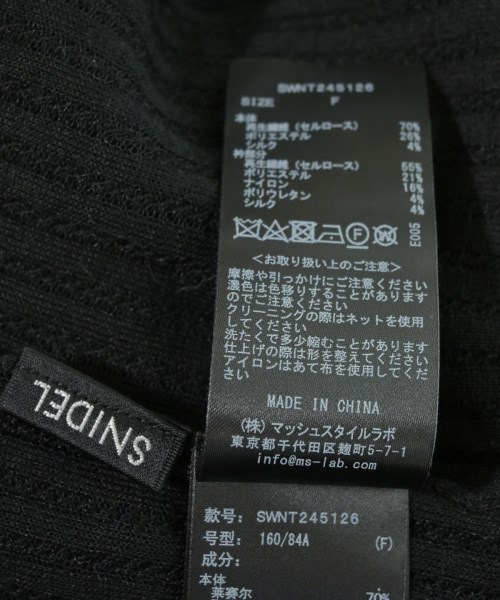 SWNT245126
SIZE F
本体
再生繊維（セルロース） 70%
ポリエステル 26%
シルク 4%
衿部分
再生繊維（セルロース） 55%
ポリエステル 21%
ナイロン 16%
ポリウレタン 4%
シルク 4%
E005
<お取り扱い上のご注意>
摩擦や引っかけにご注意ください
濃色は色移りすることがあります
のでご注意ください
クリーニングの際はネットを使用
してください
洗たくで多少縮むことがあります
仕上げの際は形を整えてください
アイロンはあて布を使用してくだ
さい
MADE IN CHINA
(株) マッシュスタイルラボ
東京都千代田区麹町5-7-1
info@ms-lab.com
SNIDEL
款号: SWNT245126
号型: 160/84A (F)
成分:
本体
莱赛尔 70%